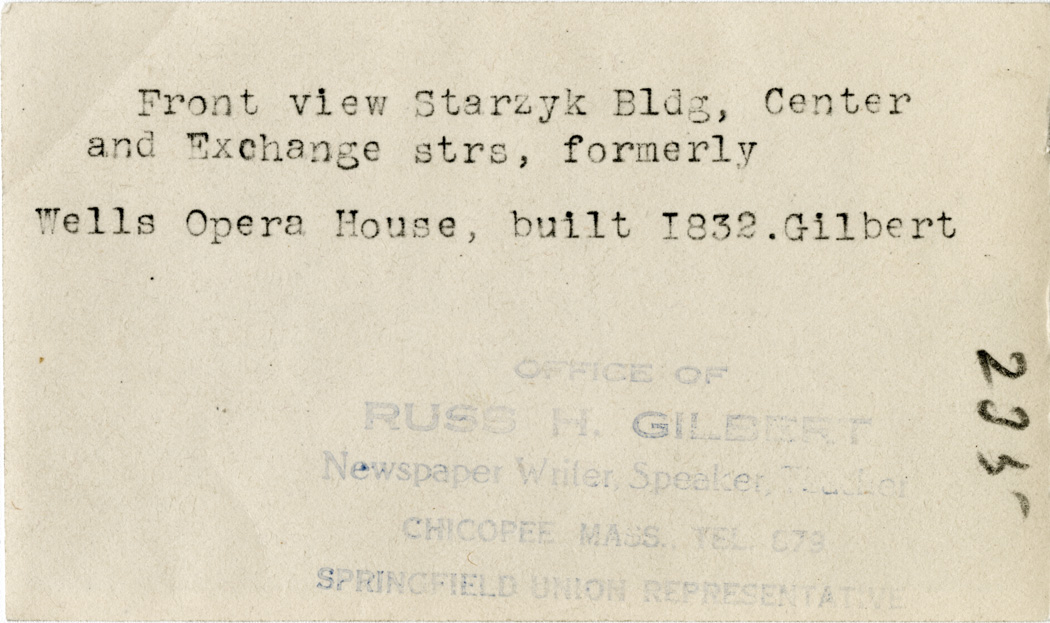 Front view Starzyk Bldg, Center
and Exchange strs, formerly
Wells Opera House, built I832.Gilbert
OFFICE OF
RUSS H. GILBERT
Newspaper Writer, Speaker,
CHICOPEE MASS., TEL.
SPRINGFIELD UNION REPRESENTATIVE